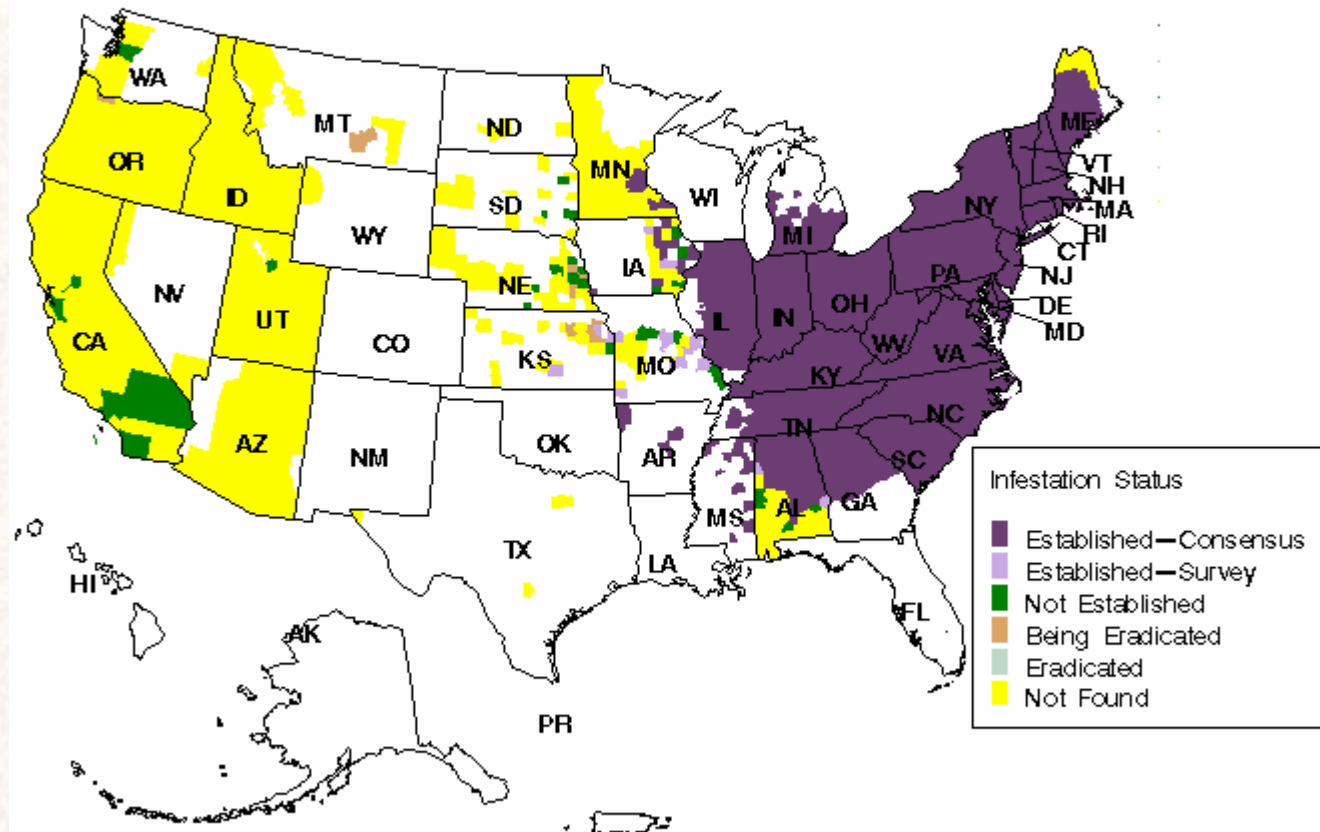 WA
MT
ND
MN
OR
ID
SD
WI
WY
NV
NE
IA
MI
NY
ME
VT
NH
MA
RI
CT
NJ
DE
MD
PA
CA
UT
CO
KS
MO
IL
IN
OH
WV
VA
KY
AZ
NM
OK
AR
TN
NC
SC
MS
AL
GA
TX
LA
FL
HI
AK
PR
Infestation Status
Established—Consensus
Established—Survey
Not Established
Being Eradicated
Eradicated
Not Found